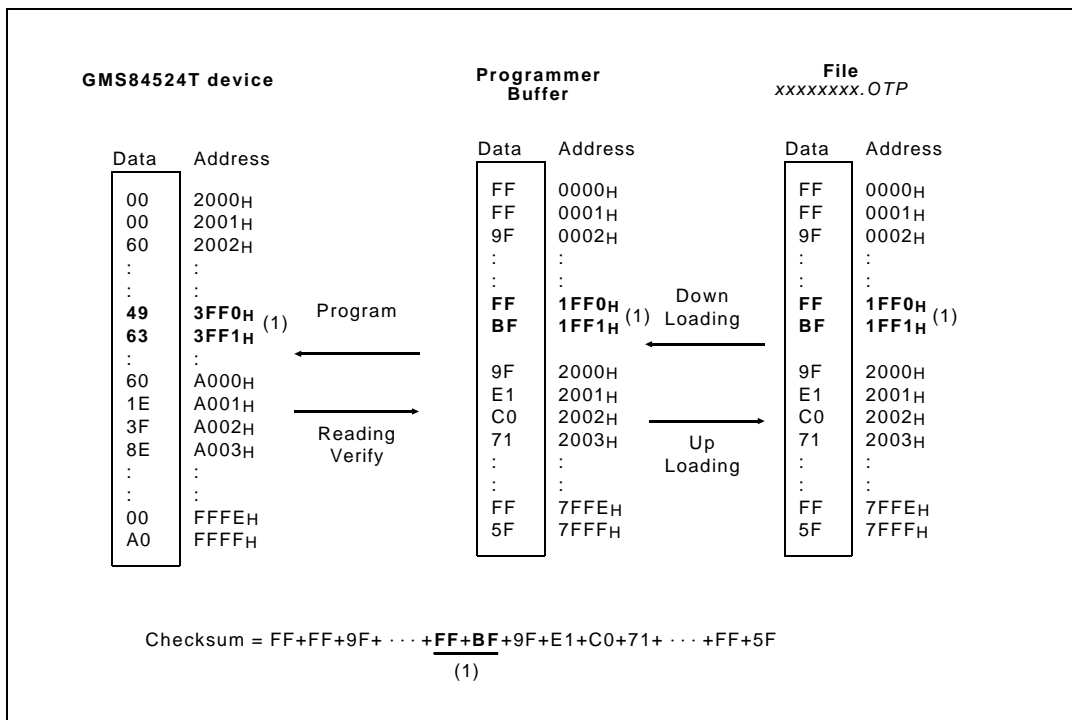 GMS84524T device
Programmer
Buffer
File
xxxxxxxx.OTP
Data Address
00 2000H
00 2001H
60 2002H
: :
: :
49 3FF0H (1)
63 3FF1H
: :
60 A000H
1E A001H
3F A002H
8E A003H
: :
: :
00 FFFEH
A0 FFFFH
Program
Reading
Verify
Data Address
FF 0000H
FF 0001H
9F 0002H
: :
: :
FF 1FF0H (1)
BF 1FF1H
9F 2000H
E1 2001H
C0 2002H
71 2003H
: :
: :
FF 7FFEH
5F 7FFFH
Down
Loading
Up
Loading
Data Address
FF 0000H
FF 0001H
9F 0002H
: :
: :
FF 1FF0H (1)
BF 1FF1H
9F 2000H
E1 2001H
C0 2002H
71 2003H
: :
: :
FF 7FFEH
5F 7FFFH
Checksum = FF+FF+9F+ ··· +FF+BF+9F+E1+C0+71+ ··· +FF+5F
(1)